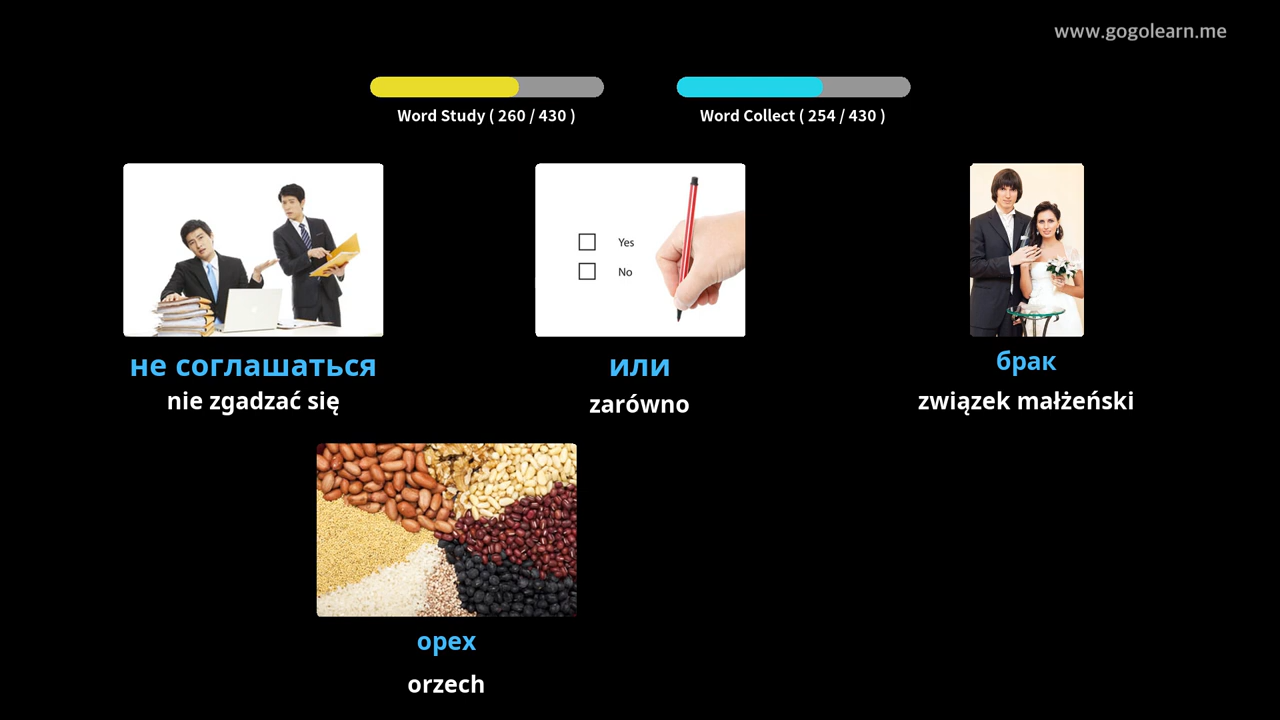 www.gogolearn.me
Word Study ( 260 / 430 )
Word Collect ( 254 / 430 )
Yes
No
не соглашаться
nie zgadzać się
или
zarówno
брак
związek małżeński
орех
orzech